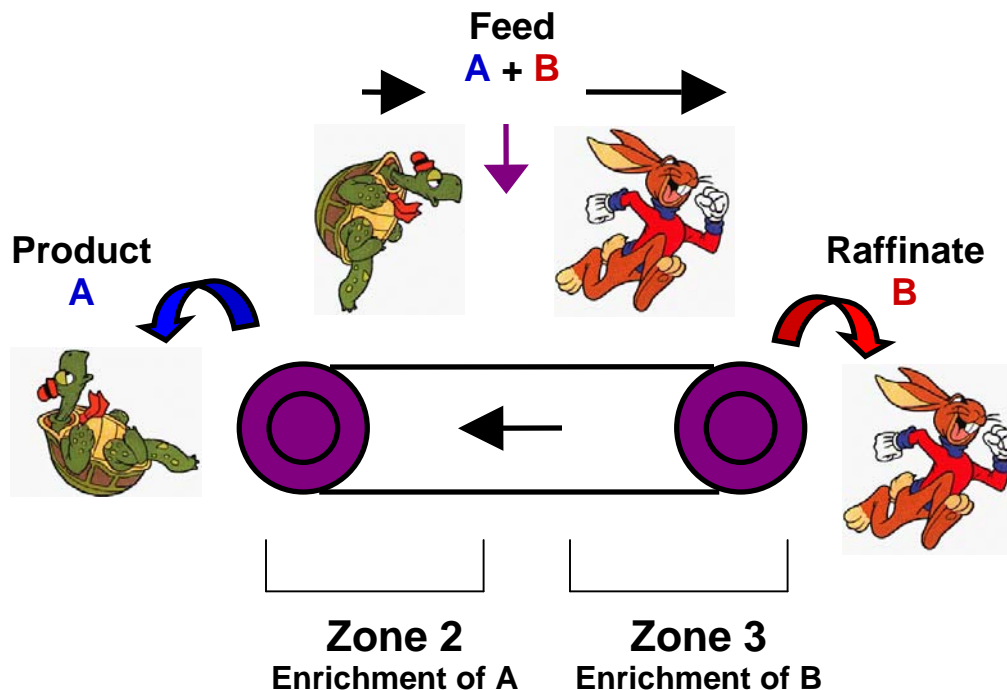 Feed
A + B
Product
A
Raffinate
B
Zone 2
Enrichment of A
Zone 3
Enrichment of B